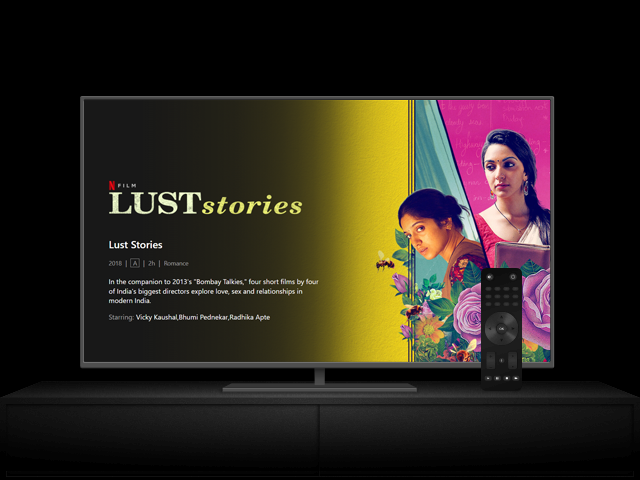 N FILM
LUST stories
Lust Stories
2018 | A | 2h | Romance
In the companion to 2013's "Bombay Talkies," four short films by four
of India's biggest directors explore love, sex and relationships in
modern India.
Starring: Vicky Kaushal,Bhumi Pednekar,Radhika Apte